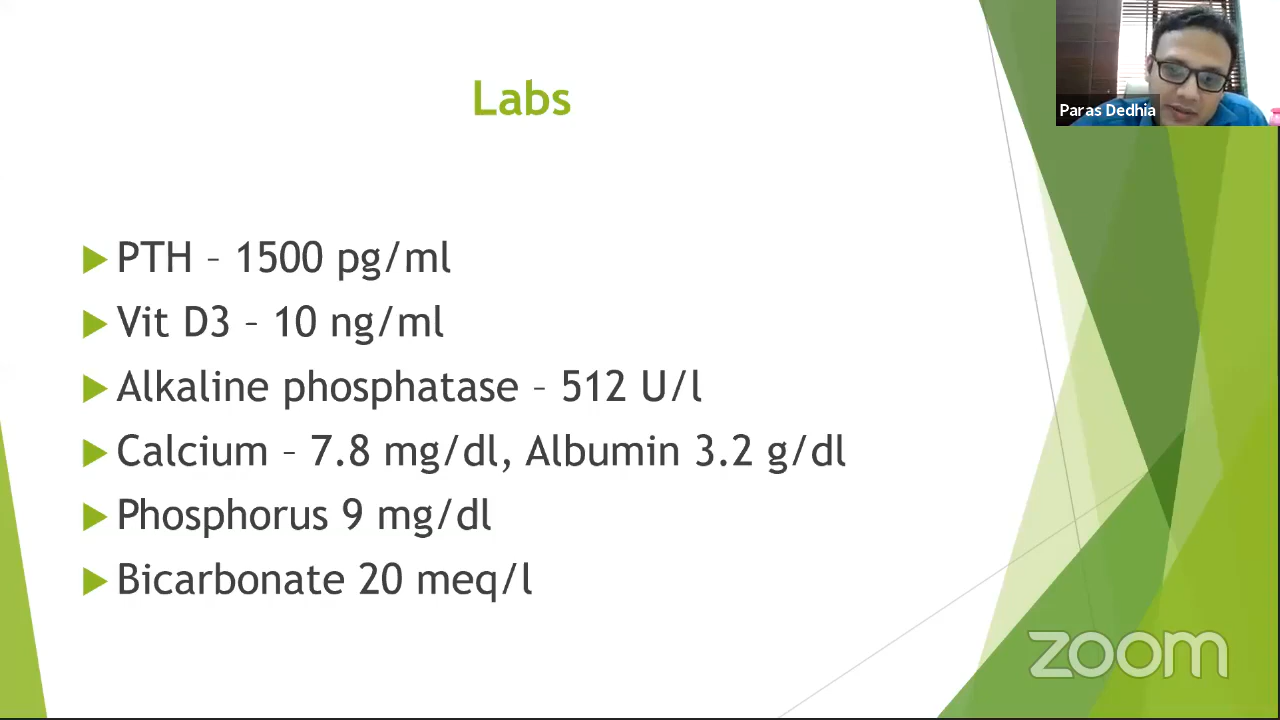 Labs
Paras Dedhia
PTH – 1500 pg/ml
Vit D3 – 10 ng/ml
Alkaline phosphatase – 512 U/l
Calcium – 7.8 mg/dl, Albumin 3.2 g/dl
Phosphorus 9 mg/dl
Bicarbonate 20 meq/l
zoom